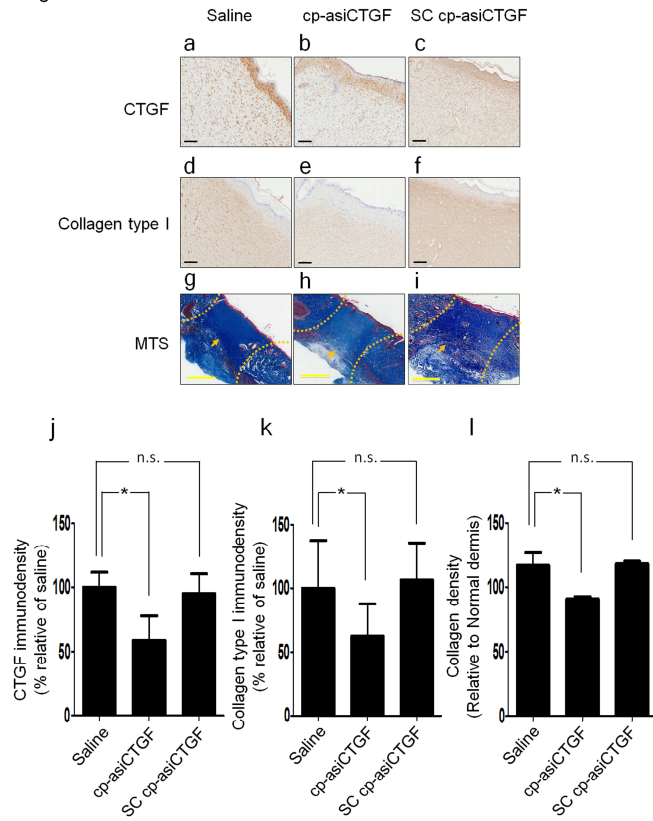 Saline cp-asiCTGF SC cp-asiCTGF
a b c
CTGF
d e f
Collagen type I
g h i
MTS
j k l
n.s. n.s. n.s.
* * *
CTGF immunodensity
(% relative of saline)
150
100
50
0
Saline
cp-asiCTGF
SC cp-asiCTGF
Collagen type I immunodensity
(% relative of saline)
150
100
50
0
Saline
cp-asiCTGF
SC cp-asiCTGF
Collagen density
(Relative to Normal dermis)
150
100
50
0
Saline
cp-asiCTGF
SC cp-asiCTGF